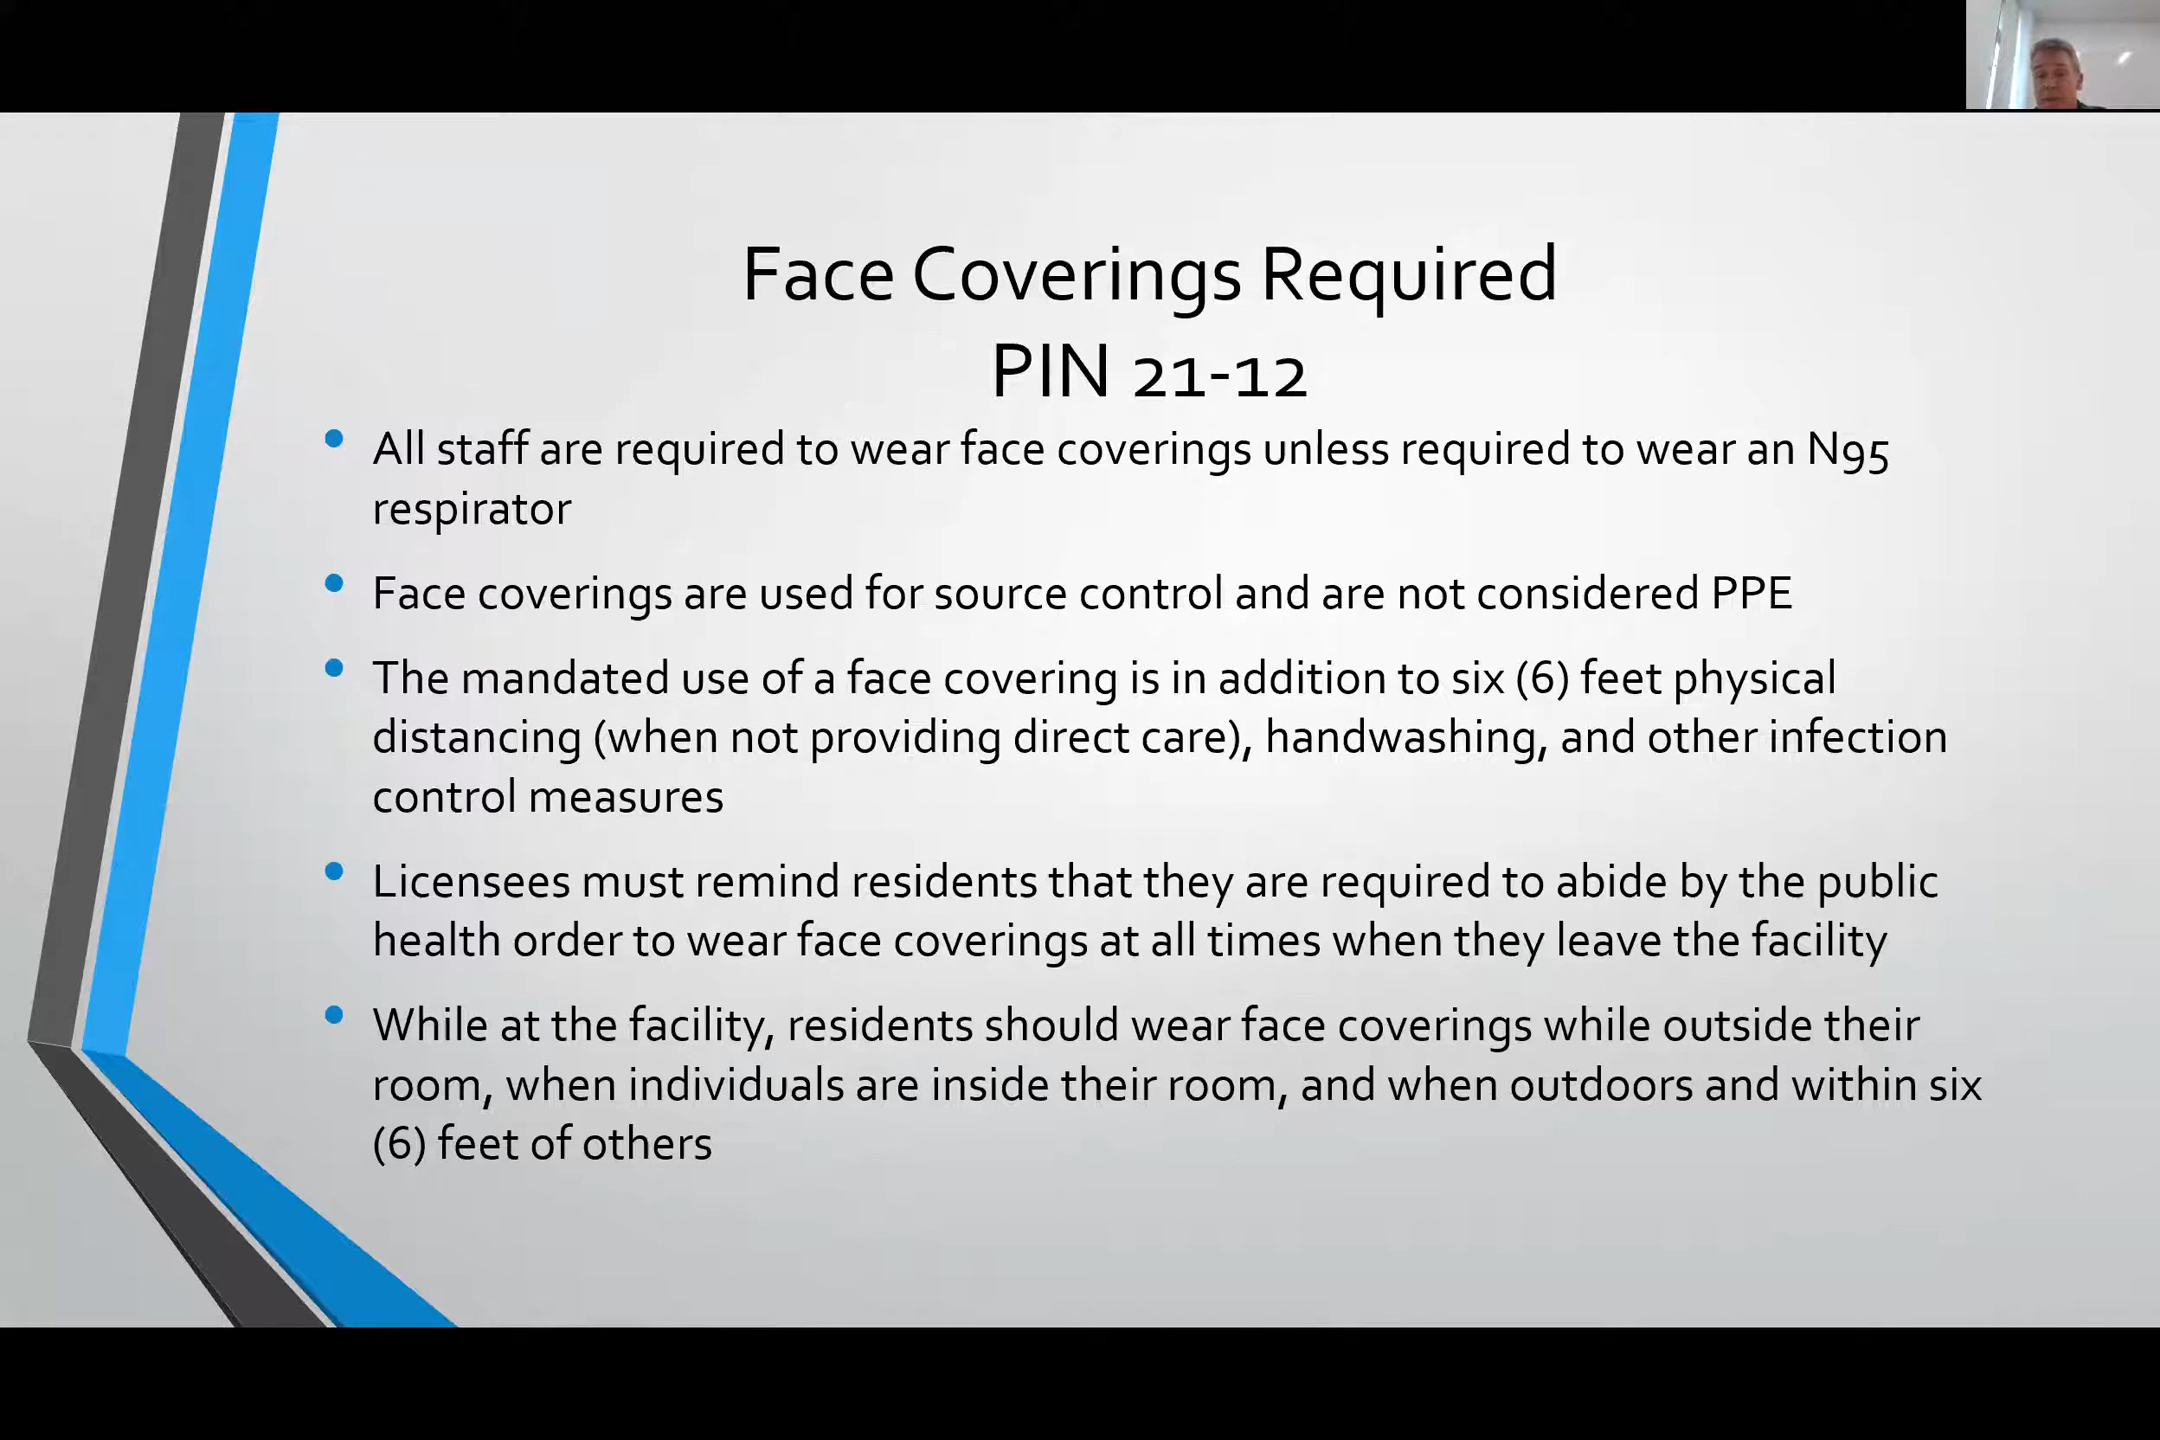 Face Coverings Required
PIN 21-12
• All staff are required to wear face coverings unless required to wear an N95
respirator
• Face coverings are used for source control and are not considered PPE
• The mandated use of a face covering is in addition to six (6) feet physical
distancing (when not providing direct care), handwashing, and other infection
control measures
• Licensees must remind residents that they are required to abide by the public
health order to wear face coverings at all times when they leave the facility
• While at the facility, residents should wear face coverings while outside their
room, when individuals are inside their room, and when outdoors and within six
(6) feet of others